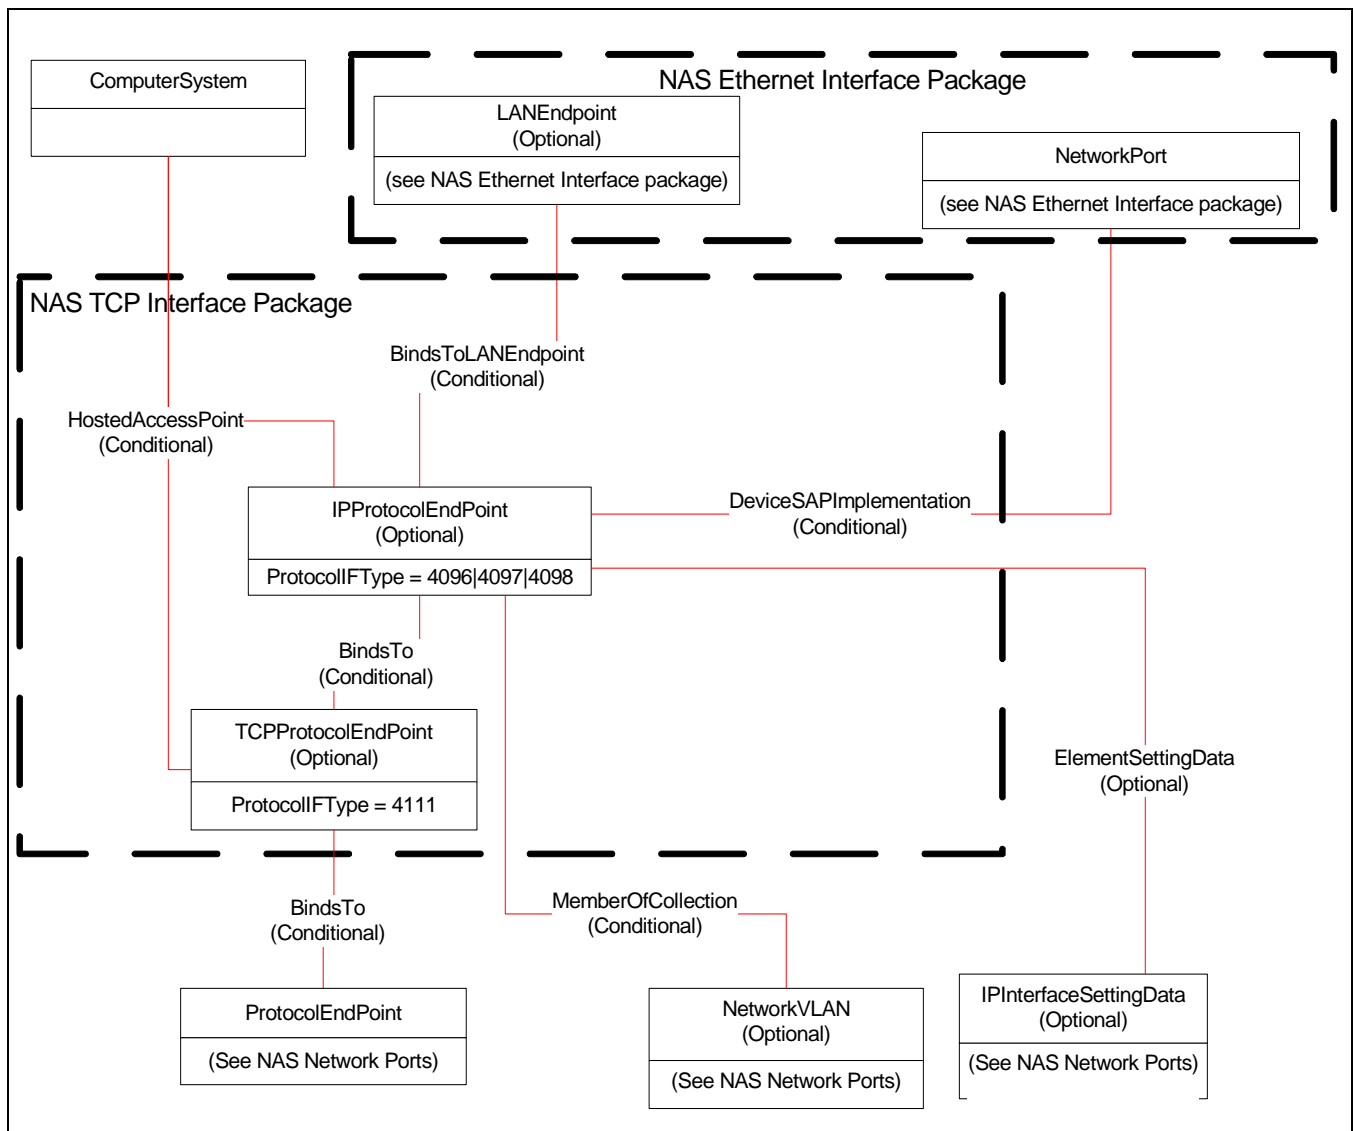 ComputerSystem
NAS Ethernet Interface Package
LANEndpoint
(Optional)
(see NAS Ethernet Interface package)
NetworkPort
(see NAS Ethernet Interface package)
NAS TCP Interface Package
BindsToLANEndpoint
(Conditional)
HostedAccessPoint
(Conditional)
IPProtocolEndPoint
(Optional)
ProtocolIFType = 4096|4097|4098
DeviceSAPImplementation
(Conditional)
BindsTo
(Conditional)
TCPProtocolEndPoint
(Optional)
ProtocolIFType = 4111
ElementSettingData
(Optional)
BindsTo
(Conditional)
MemberOfCollection
(Conditional)
ProtocolEndPoint
(See NAS Network Ports)
NetworkVLAN
(Optional)
(See NAS Network Ports)
IPInterfaceSettingData
(Optional)
(See NAS Network Ports)